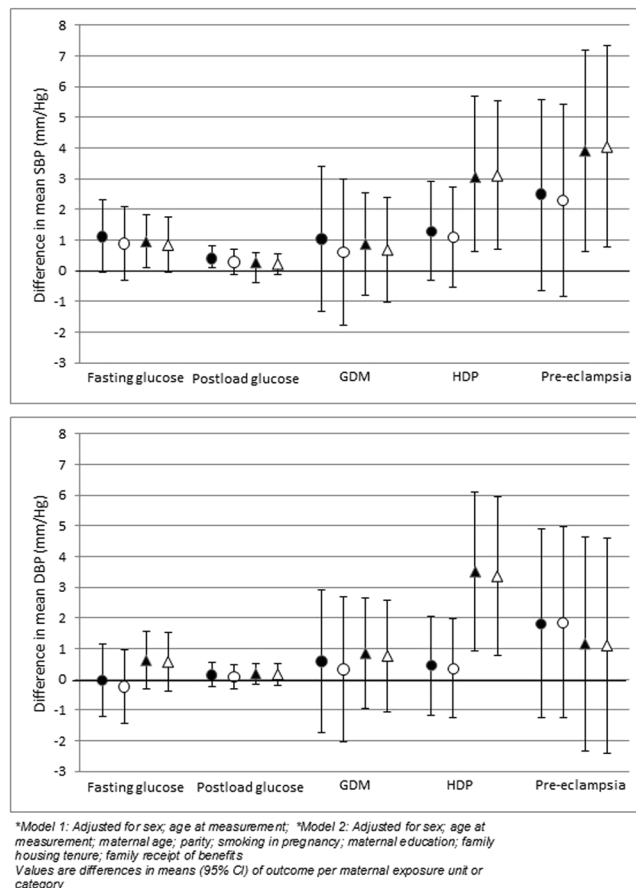 8
7
6
5
4
3
2
1
0
-1
-2
-3
Difference in mean SBP (mm/Hg)
Fasting glucose Postload glucose GDM HDP Pre-eclampsia
8
7
6
5
4
3
2
1
0
-1
-2
-3
Difference in mean DBP (mm/Hg)
Fasting glucose Postload glucose GDM HDP Pre-eclampsia
*Model 1: Adjusted for sex; age at measurement; *Model 2: Adjusted for sex; age at
measurement; maternal age; parity; smoking in pregnancy; maternal education; family
housing tenure; family receipt of benefits
Values are differences in means (95% CI) of outcome per maternal exposure unit or
category